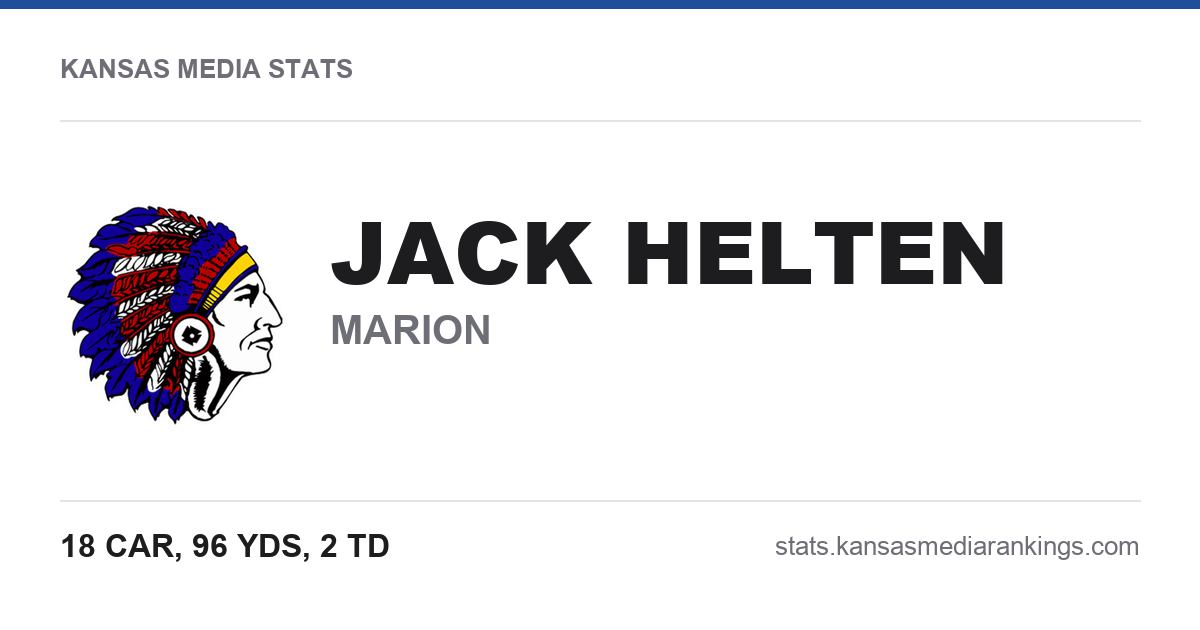 KANSAS MEDIA STATS
JACK HELTEN
MARION
18 CAR, 96 YDS, 2 TD
stats.kansasmediarankings.com